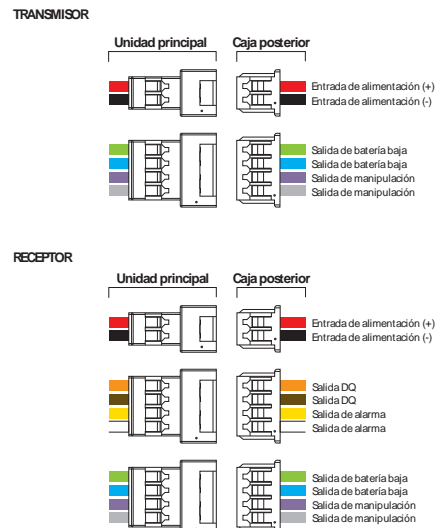 TRANSMISOR
Unidad principal Caja posterior
Entrada de alimentación (+)
Entrada de alimentación (-)
Salida de batería baja
Salida de batería baja
Salida de manipulación
Salida de manipulación
RECEPTOR
Unidad principal Caja posterior
Entrada de alimentación (+)
Entrada de alimentación (-)
Salida DQ
Salida DQ
Salida de alarma
Salida de alarma
Salida de batería baja
Salida de batería baja
Salida de manipulación
Salida de manipulación